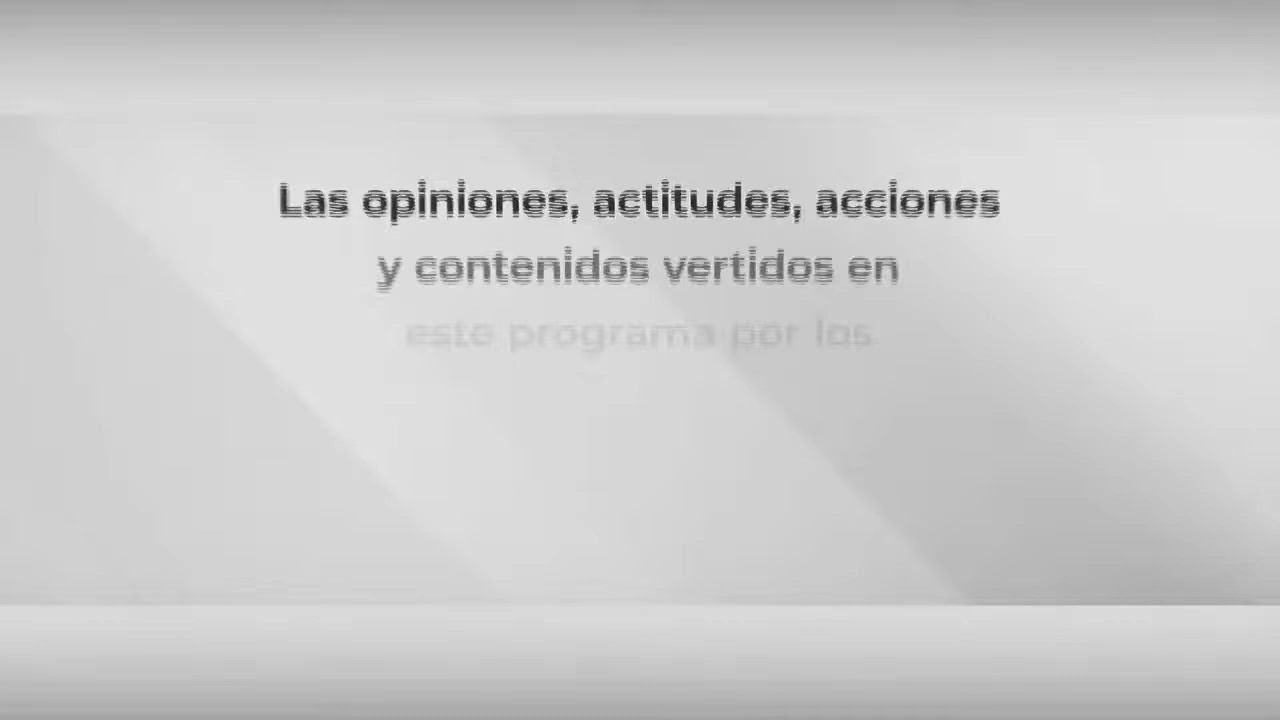 Las opiniones, actitudes, acciones
y contenidos vertidos en
este programa por los